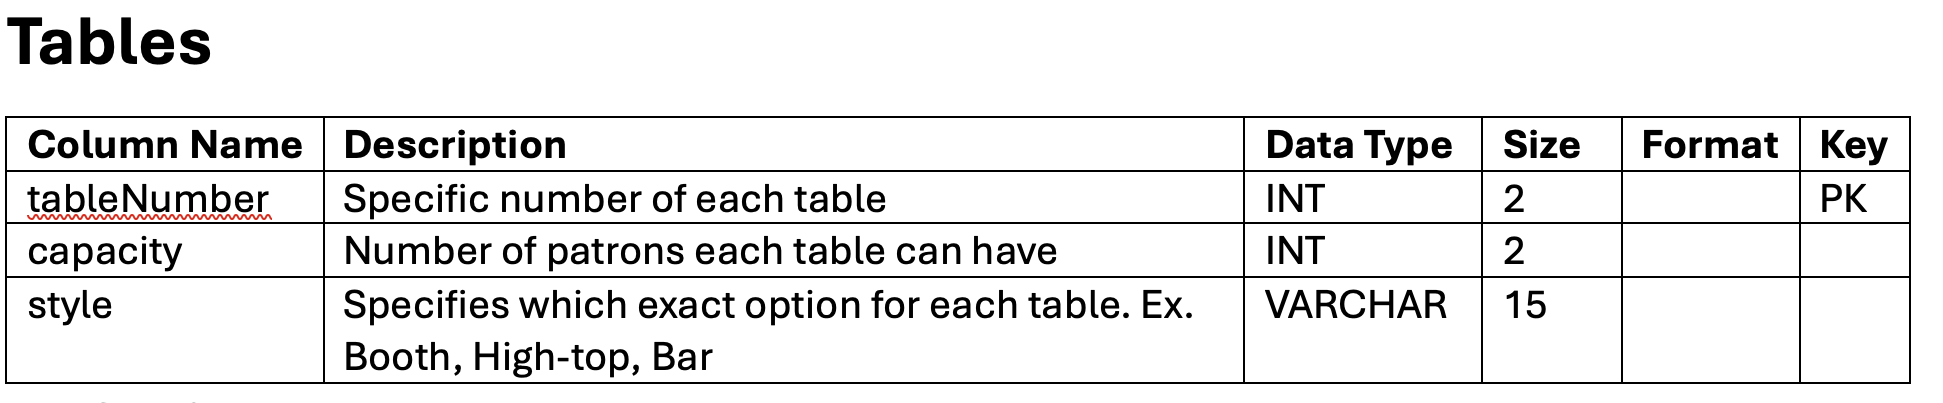 Tables
Column Name Description Data Type Size Format Key
tableNumber Specific number of each table INT 2 PK
capacity Number of patrons each table can have INT 2
style Specifies which exact option for each table. Ex. VARCHAR 15
Booth, High-top, Bar